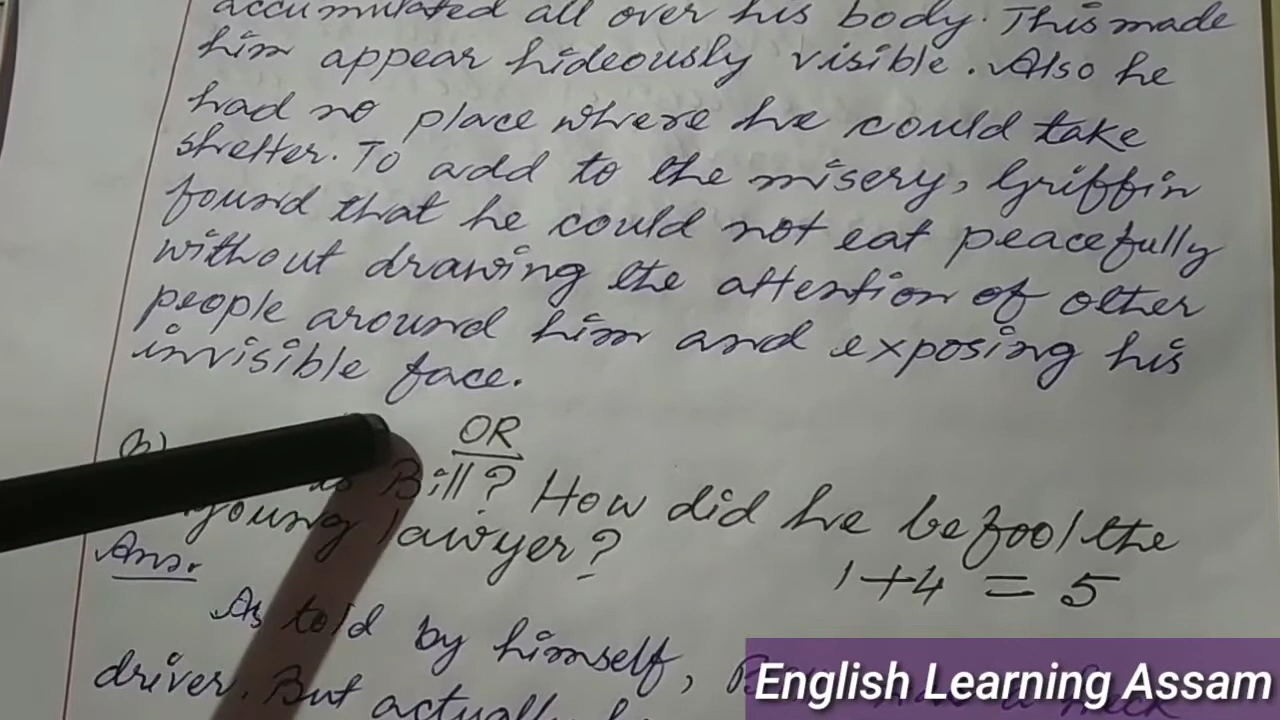 accumulated all over his body. This made
him appear hideously visible. Also he
had no place where he could take
shelter. To add to the misery, Griffin
found that he could not eat peacefully
without drawing the attention of other
people around him and exposing his
invisible face.
OR
(b) is Bill? How did he befool the
young lawyer?
1+4 = 5
Ans.
As told by himself,
driver. But actually
English Learning Assam